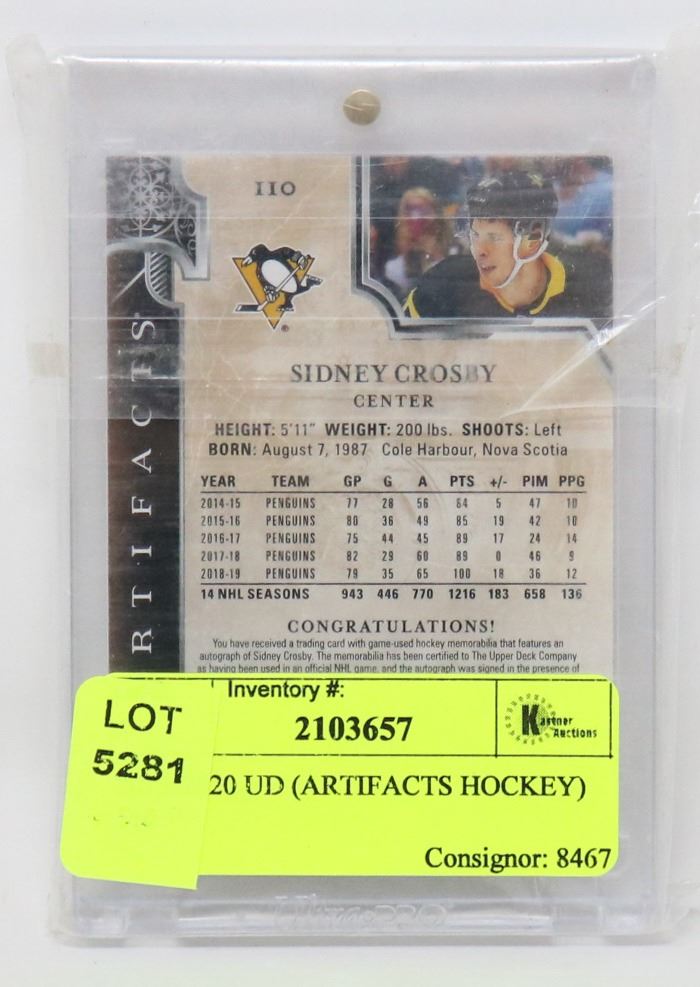 110
SIDNEY CROSBY
CENTER
HEIGHT: 5'11" WEIGHT: 200 lbs. SHOOTS: Left
BORN: August 7, 1987 Cole Harbour, Nova Scotia
YEAR TEAM GP G A PTS +/- PIM PPG
2014-15 PENGUINS 77 28 56 84 5 47 10
2015-16 PENGUINS 80 36 49 85 19 42 10
2016-17 PENGUINS 75 44 45 89 17 24 14
2017-18 PENGUINS 82 29 60 89 0 46 9
2018-19 PENGUINS 79 35 65 100 18 36 12
14 NHL SEASONS 943 446 770 1216 183 658 136
CONGRATULATIONS!
You have received a trading card with game-used hockey memorabilia that features an
autograph of Sidney Crosby. The memorabilia has been certified to The Upper Deck Company
as having been used in an official NHL game, and the autograph was signed in the presence of
RTIFACTS
LOT
5281
Inventory #:
2103657
Kastner
Auctions
20 UD (ARTIFACTS HOCKEY)
Consignor: 8467